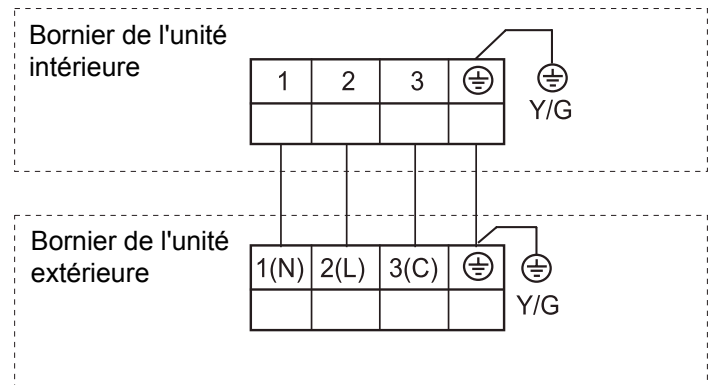 Bornier de l'unité
intérieure
1 2 3
Y/G
Bornier de l'unité
extérieure
1(N) 2(L) 3(C)
Y/G